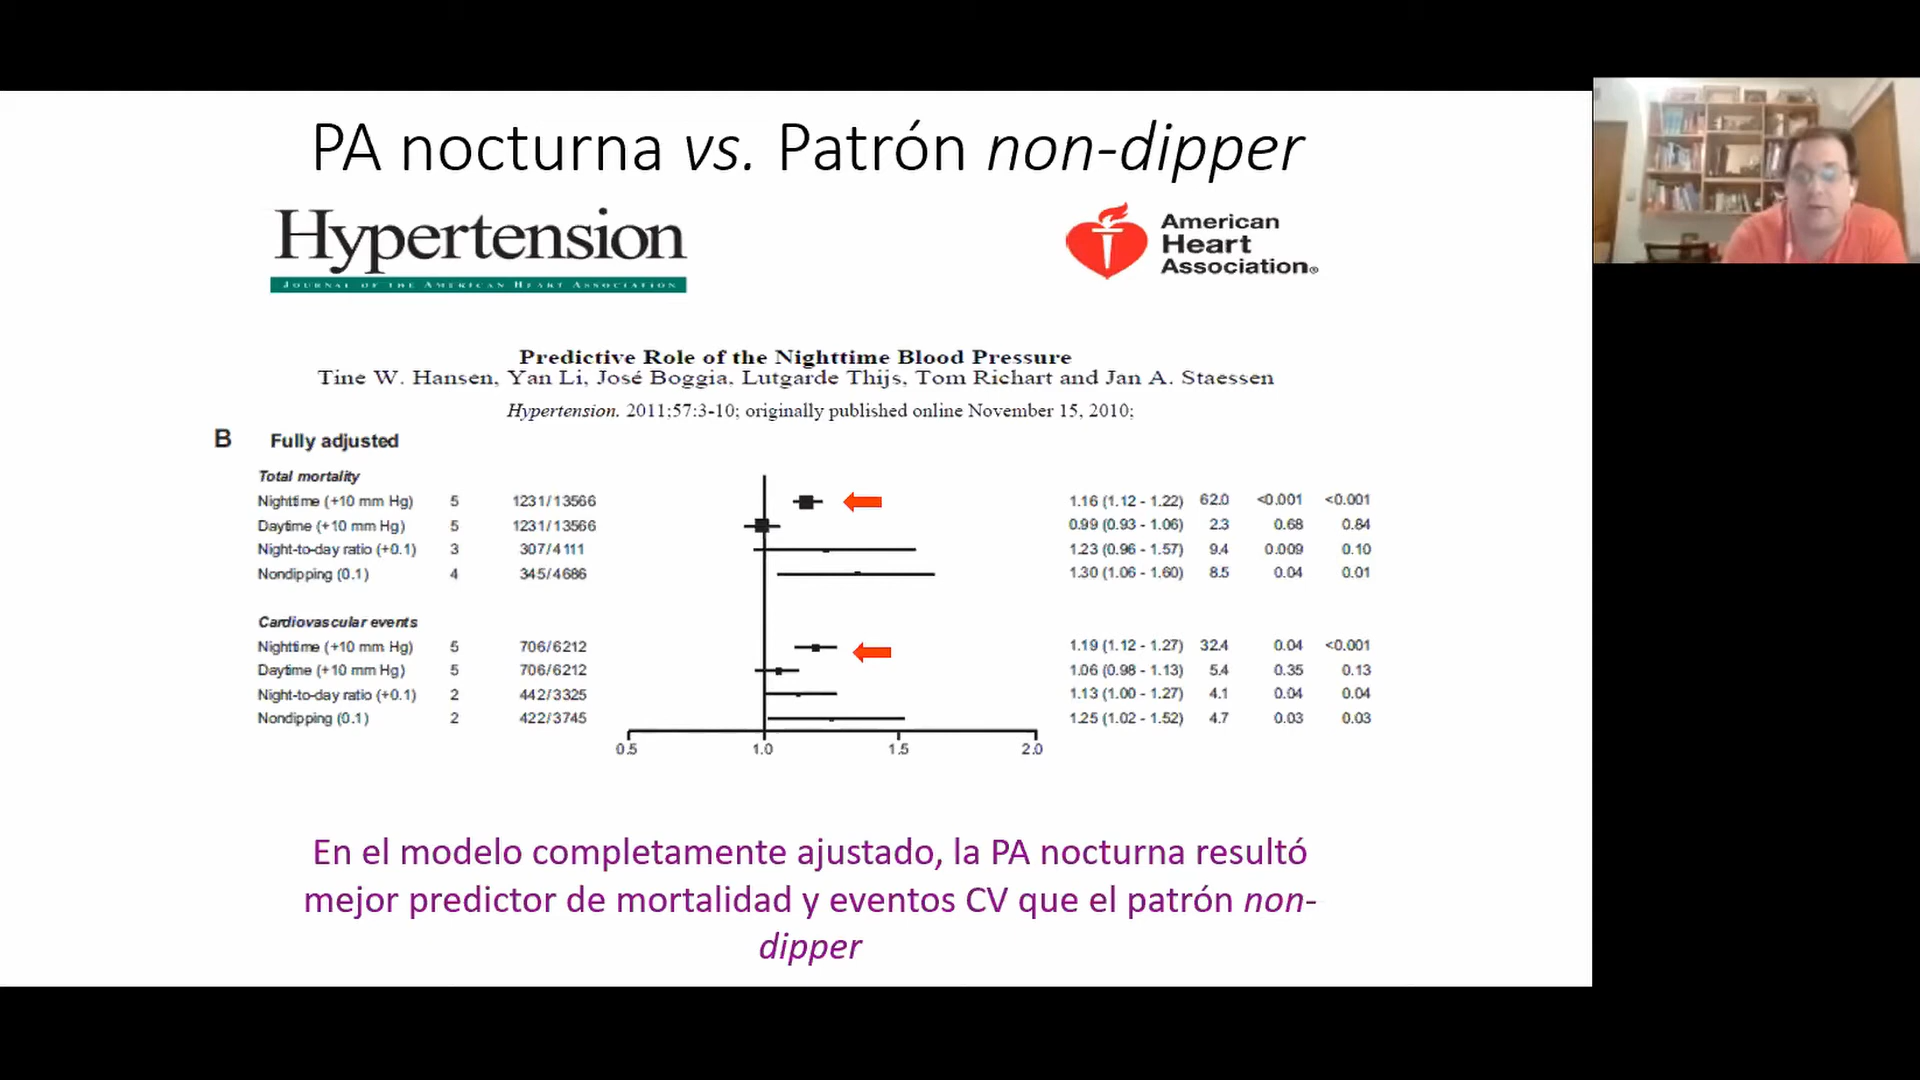 PA nocturna vs. Patrón non-dipper
Hypertension
JOURNAL OF THE AMERICAN HEART ASSOCIATION
American
Heart
Association®
Predictive Role of the Nighttime Blood Pressure
Tine W. Hansen, Yan Li, José Boggia, Lutgarde Thijs, Tom Richart and Jan A. Staessen
Hypertension. 2011;57:3-10; originally published online November 15, 2010;
B Fully adjusted
Total mortality
Nighttime (+10 mm Hg) 5 1231/13566 1.16 (1.12 - 1.22) 62.0 <0.001 <0.001
Daytime (+10 mm Hg) 5 1231/13566 0.99 (0.93 - 1.06) 2.3 0.68 0.84
Night-to-day ratio (+0.1) 3 307/4111 1.23 (0.96 - 1.57) 9.4 0.009 0.10
Nondipping (0.1) 4 345/4686 1.30 (1.06 - 1.60) 8.5 0.04 0.01
Cardiovascular events
Nighttime (+10 mm Hg) 5 706/6212 1.19 (1.12 - 1.27) 32.4 0.04 <0.001
Daytime (+10 mm Hg) 5 706/6212 1.06 (0.98 - 1.13) 5.4 0.35 0.13
Night-to-day ratio (+0.1) 2 442/3325 1.13 (1.00 - 1.27) 4.1 0.04 0.04
Nondipping (0.1) 2 422/3745 1.25 (1.02 - 1.52) 4.7 0.03 0.03
0.5 1.0 1.5 2.0
En el modelo completamente ajustado, la PA nocturna resultó
mejor predictor de mortalidad y eventos CV que el patrón non-
dipper